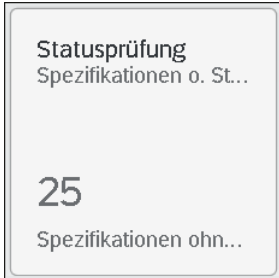 Statusprüfung
Spezifikationen o. St...
25
Spezifikationen ohn...